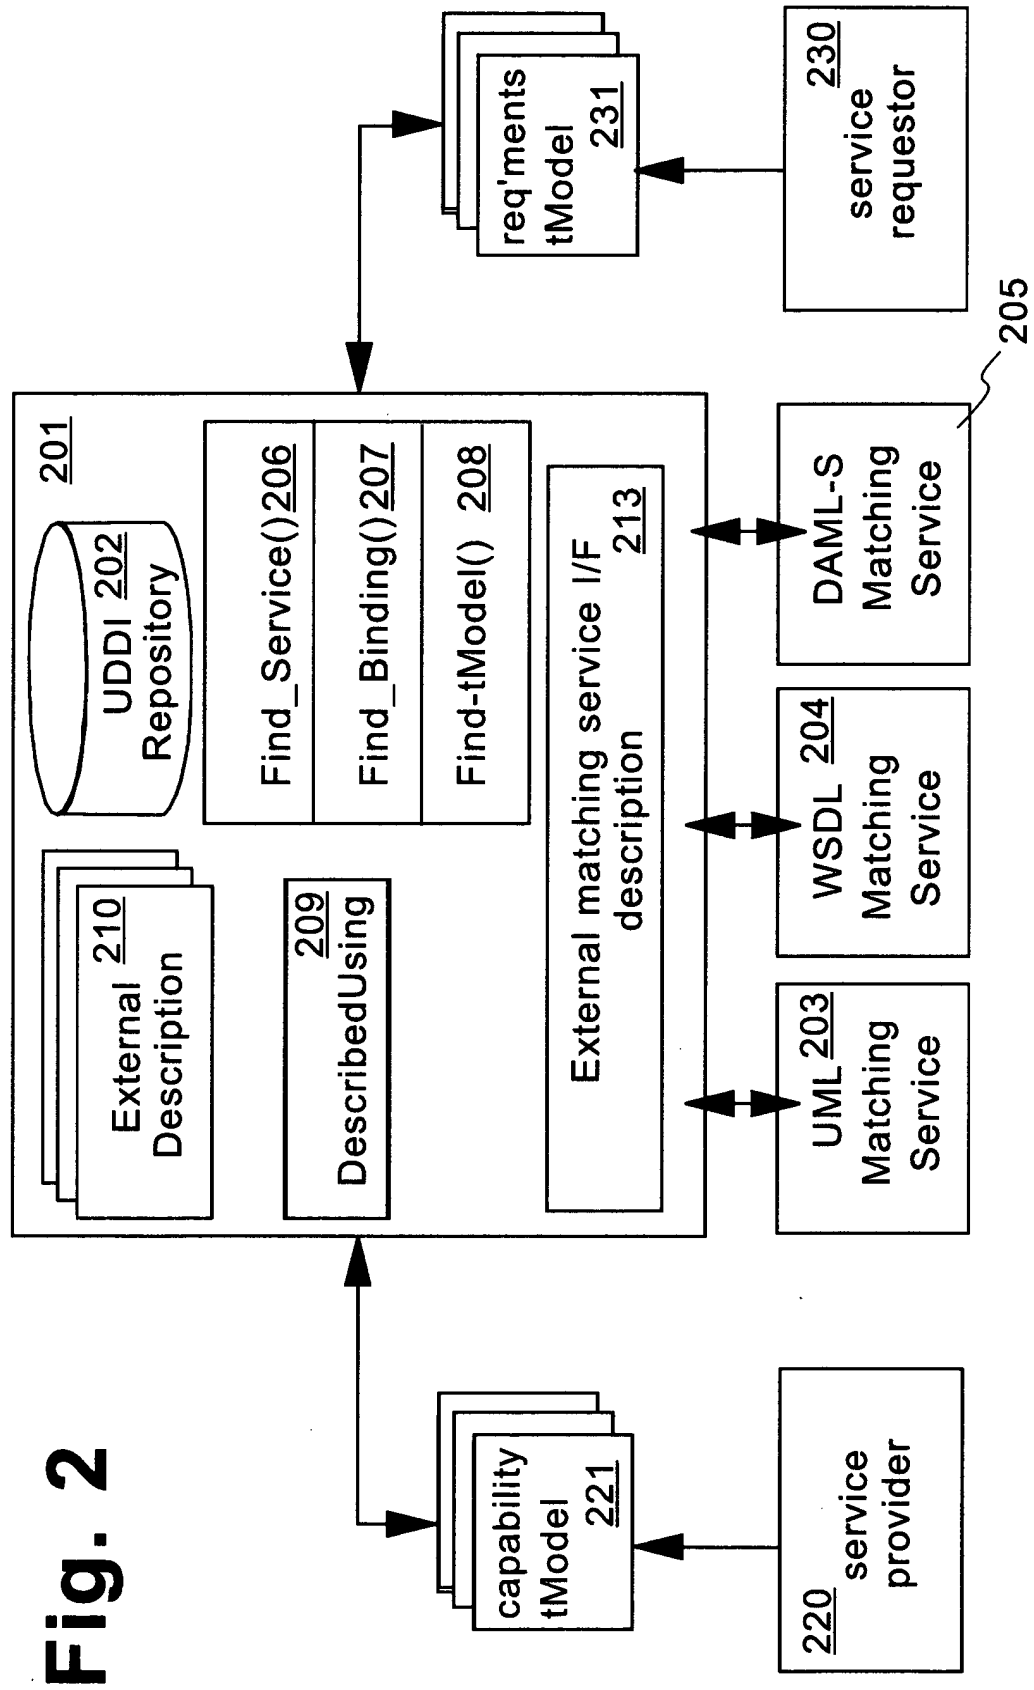 Fig. 2
201
UDDI
202
Repository
210
External
Description
209
DescribedUsing
Find_Service()206
Find_Binding()207
Find-tModel() 208
External matching service I/F
description
213
capability
tModel
221
req'ments
tModel
231
220
service
provider
UML 203
Matching
Service
WSDL 204
Matching
Service
DAML-S
Matching
Service
205
230
service
requestor